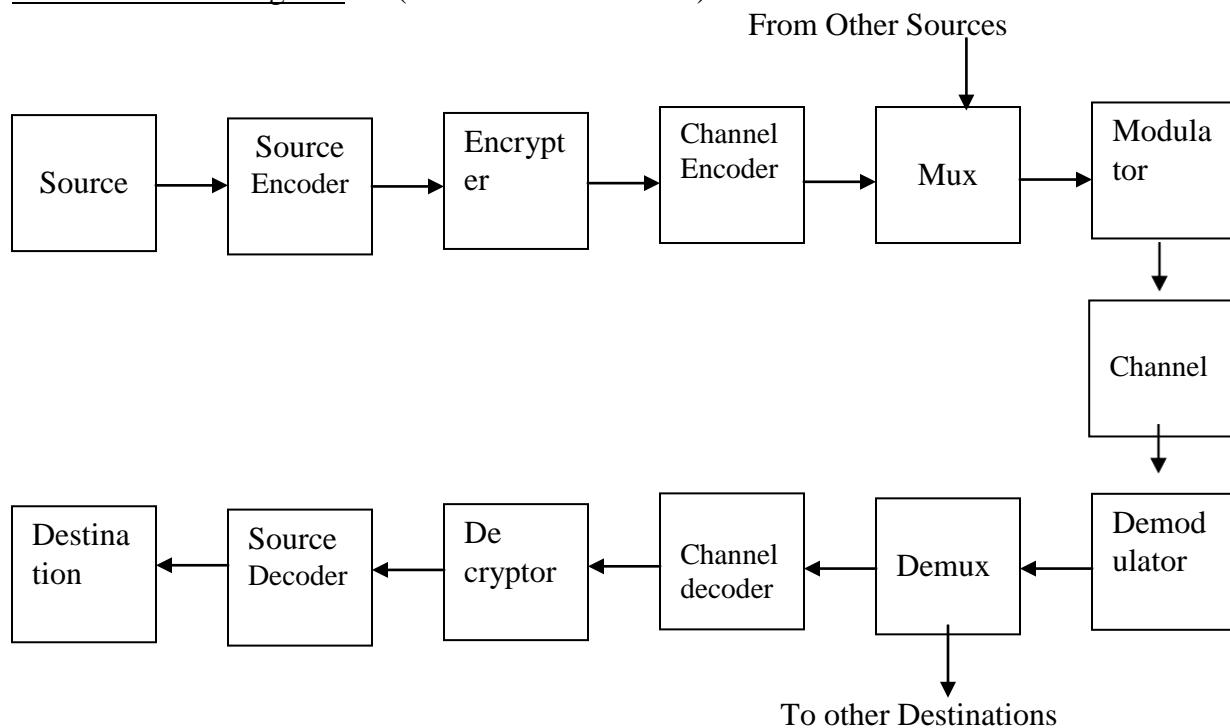 From Other Sources
Source
Source
Encoder
Encrypt
er
Channel
Encoder
Mux
Modula
tor
Channel
Destina
tion
Source
Decoder
De
cryptor
Channel
decoder
Demux
Demod
ulator
To other Destinations